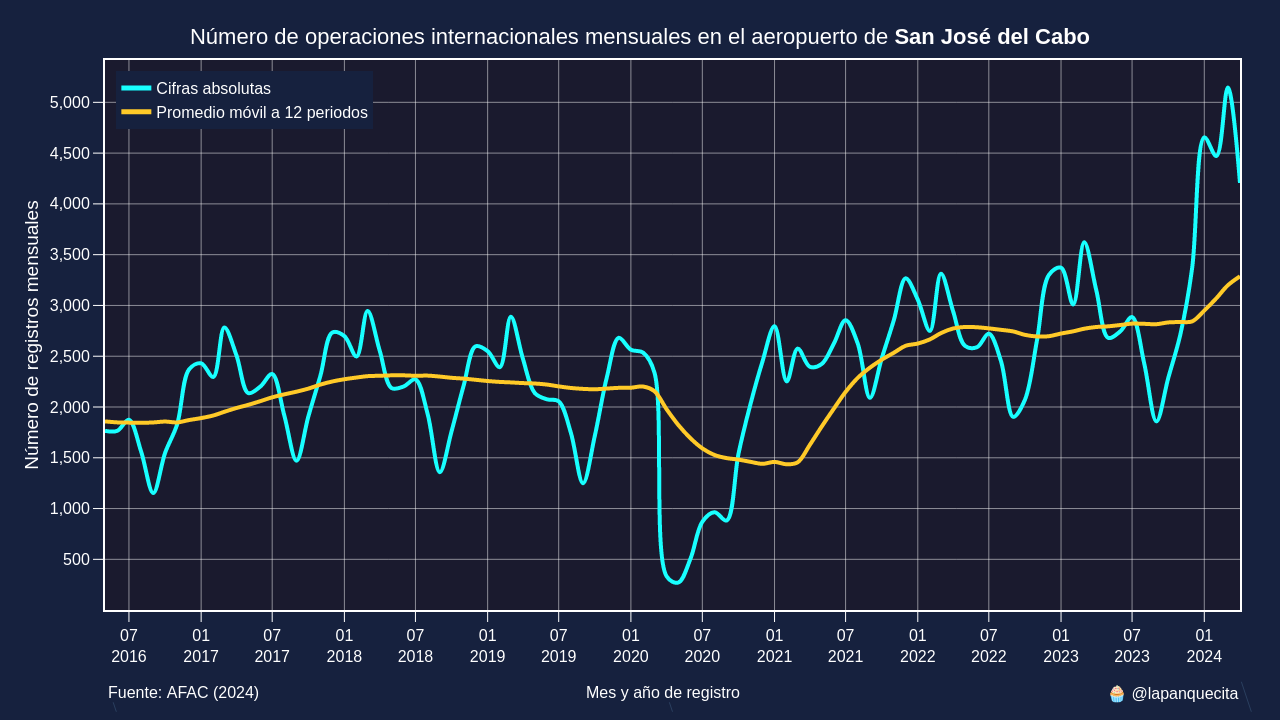 Número de operaciones internacionales mensuales en el aeropuerto de San José del Cabo
Cifras absolutas
Promedio móvil a 12 periodos
Número de registros mensuales
5,000
4,500
4,000
3,500
3,000
2,500
2,000
1,500
1,000
500
07 01 07 01 07 01 07 01 07 01 07 01 07 01 07 01
2016 2017 2017 2018 2018 2019 2019 2020 2020 2021 2021 2022 2022 2023 2023 2024
Fuente: AFAC (2024)
Mes y año de registro
🧁 @lapanquecita